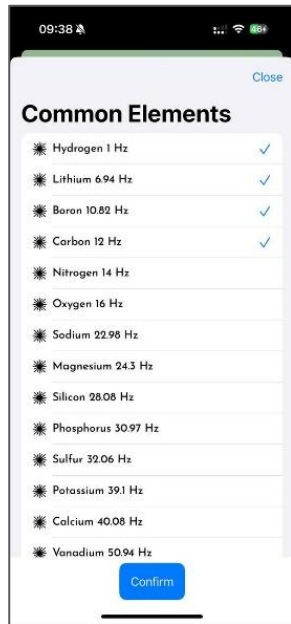 09:38
46+
Close
Common Elements
Hydrogen 1 Hz
Lithium 6.94 Hz
Boron 10.82 Hz
Carbon 12 Hz
Nitrogen 14 Hz
Oxygen 16 Hz
Sodium 22.98 Hz
Magnesium 24.3 Hz
Silicon 28.08 Hz
Phosphorus 30.97 Hz
Sulfur 32.06 Hz
Potassium 39.1 Hz
Calcium 40.08 Hz
Vanadium 50.94 Hz
Confirm